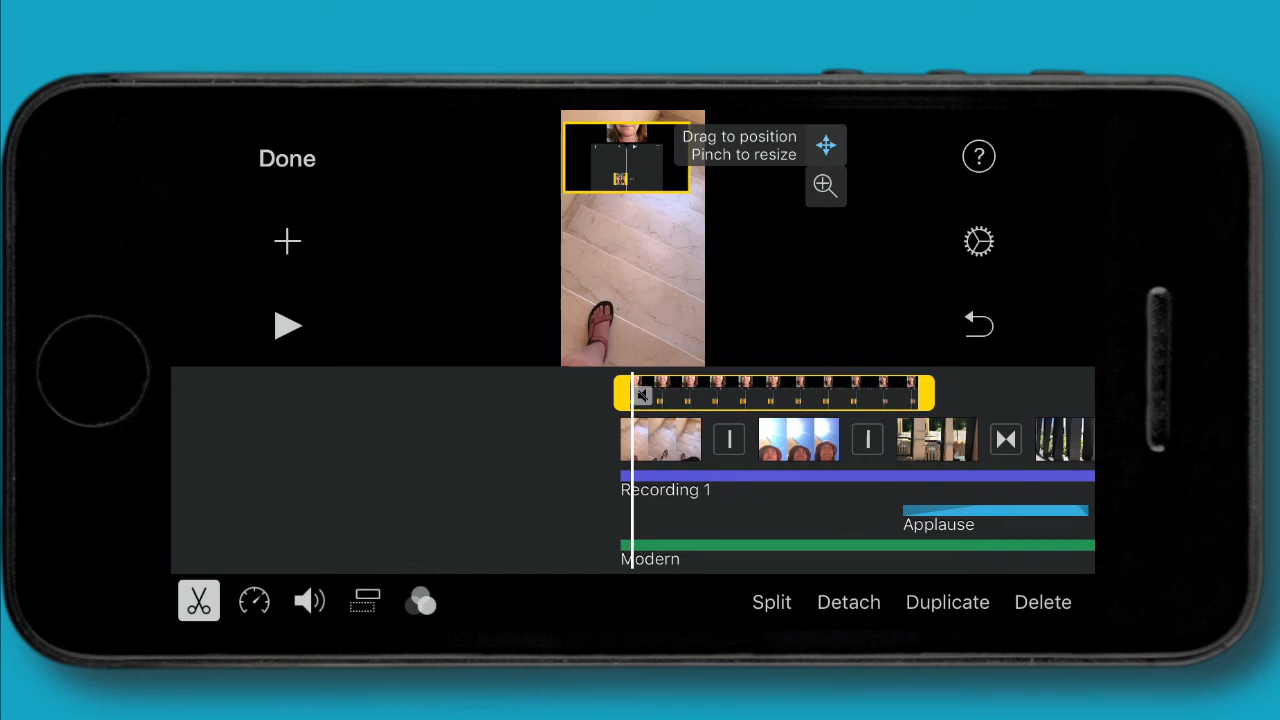 Done
Drag to position
Pinch to resize
?
Recording 1
Applause
Modern
Split Detach Duplicate Delete